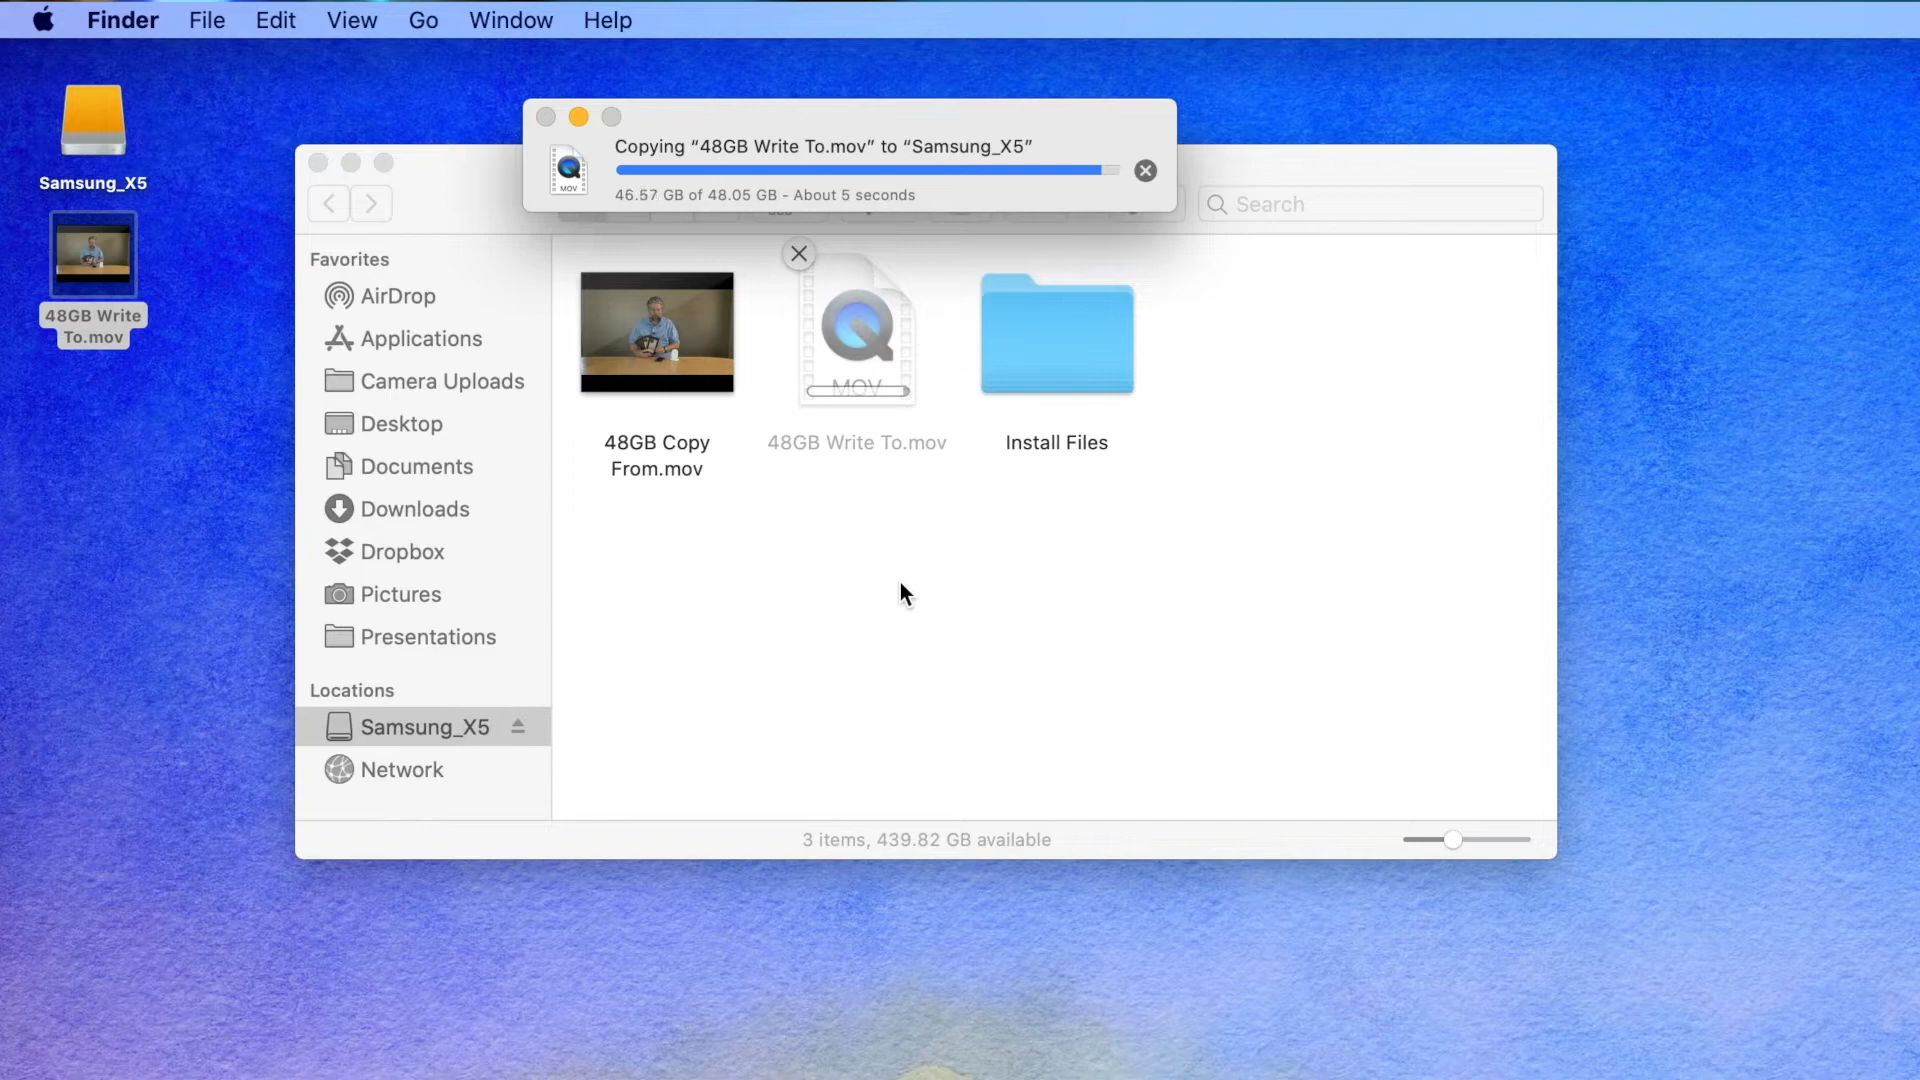 Finder File Edit View Go Window Help
Samsung_X5
48GB Write
To.mov
Copying “48GB Write To.mov” to “Samsung_X5”
46.57 GB of 48.05 GB - About 5 seconds
MOV
Search
Favorites
AirDrop
Applications
Camera Uploads
Desktop
Documents
Downloads
Dropbox
Pictures
Presentations
Locations
Samsung_X5
Network
48GB Copy
From.mov
MOV
48GB Write To.mov
Install Files
3 items, 439.82 GB available